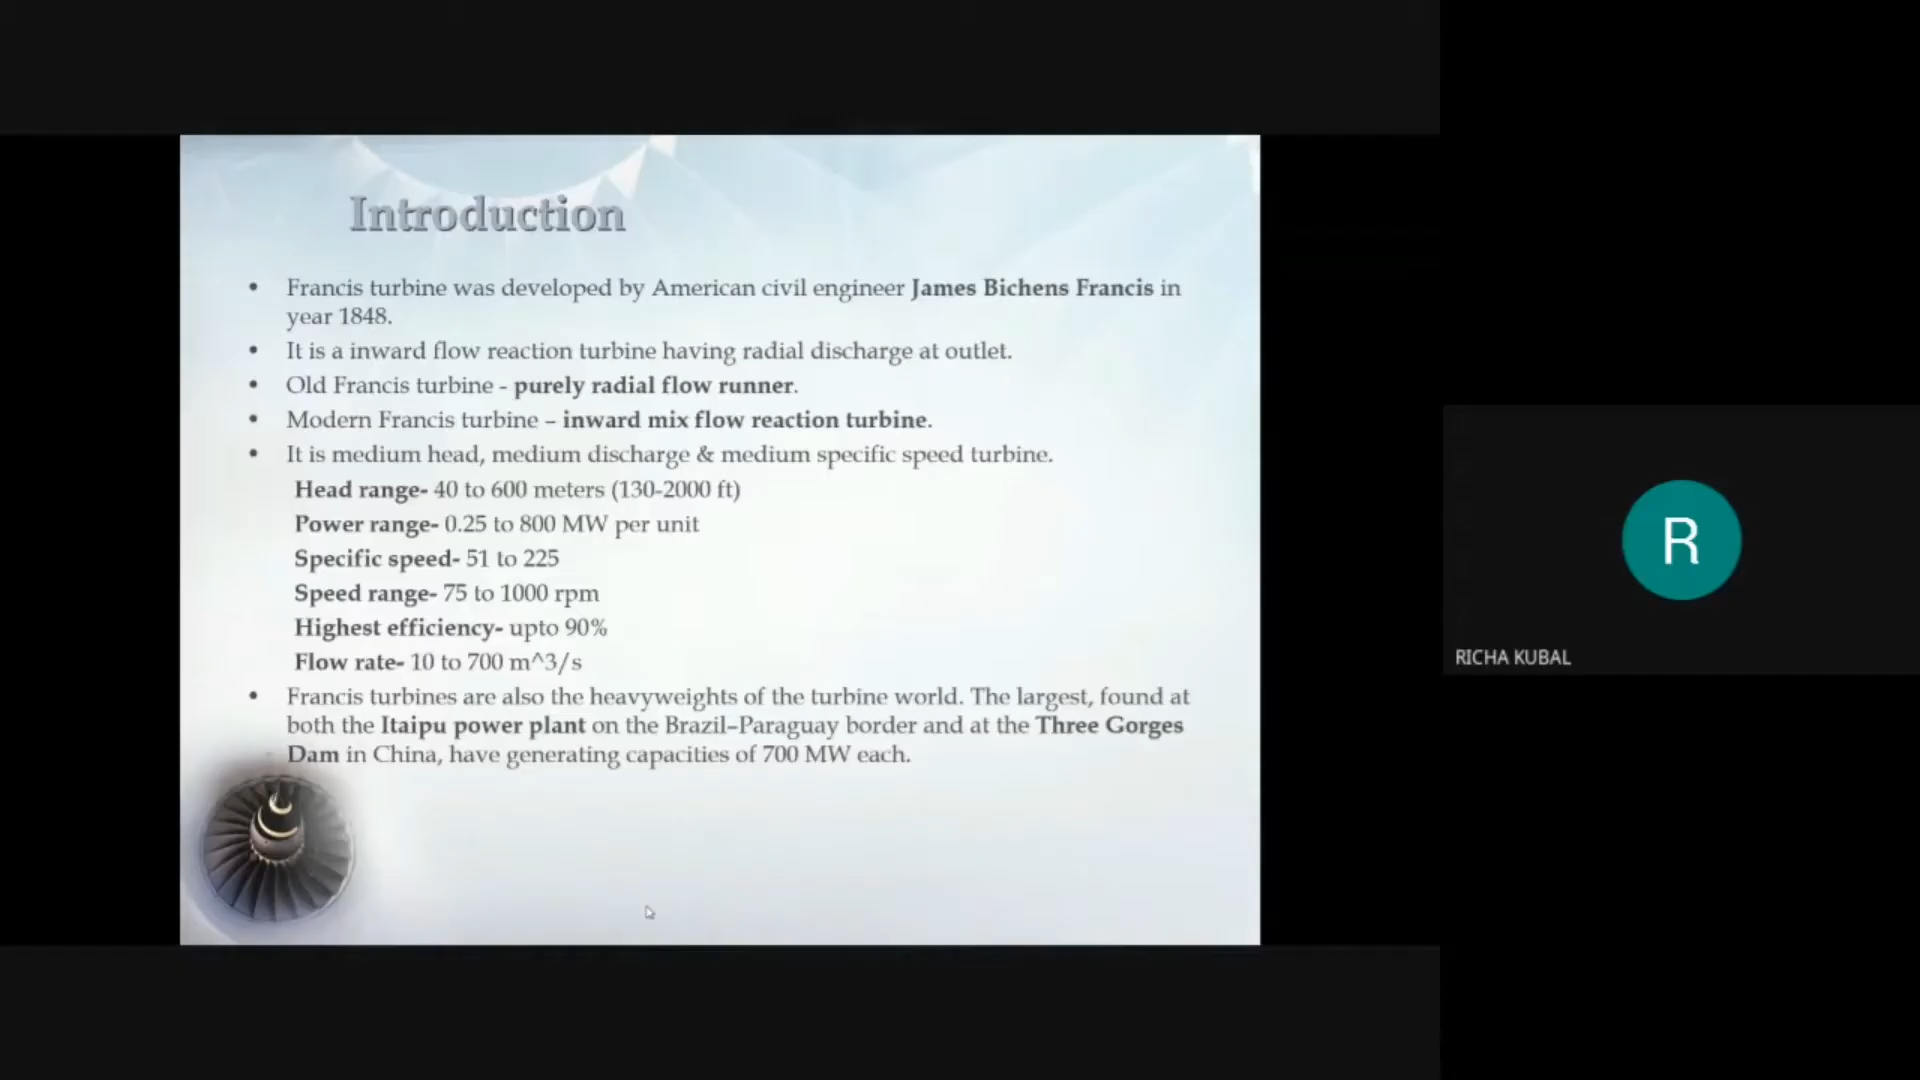 Introduction
• Francis turbine was developed by American civil engineer James Bichens Francis in
year 1848.
• It is a inward flow reaction turbine having radial discharge at outlet.
• Old Francis turbine - purely radial flow runner.
• Modern Francis turbine – inward mix flow reaction turbine.
• It is medium head, medium discharge & medium specific speed turbine.
Head range- 40 to 600 meters (130-2000 ft)
Power range- 0.25 to 800 MW per unit
Specific speed- 51 to 225
Speed range- 75 to 1000 rpm
Highest efficiency- upto 90%
Flow rate- 10 to 700 m^3/s
• Francis turbines are also the heavyweights of the turbine world. The largest, found at
both the Itaipu power plant on the Brazil–Paraguay border and at the Three Gorges
Dam in China, have generating capacities of 700 MW each.
R
RICHA KUBAL